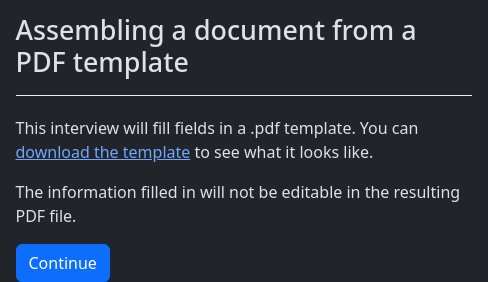 Assembling a document from a
PDF template
This interview will fill fields in a .pdf template. You can
download the template to see what it looks like.
The information filled in will not be editable in the resulting
PDF file.
Continue